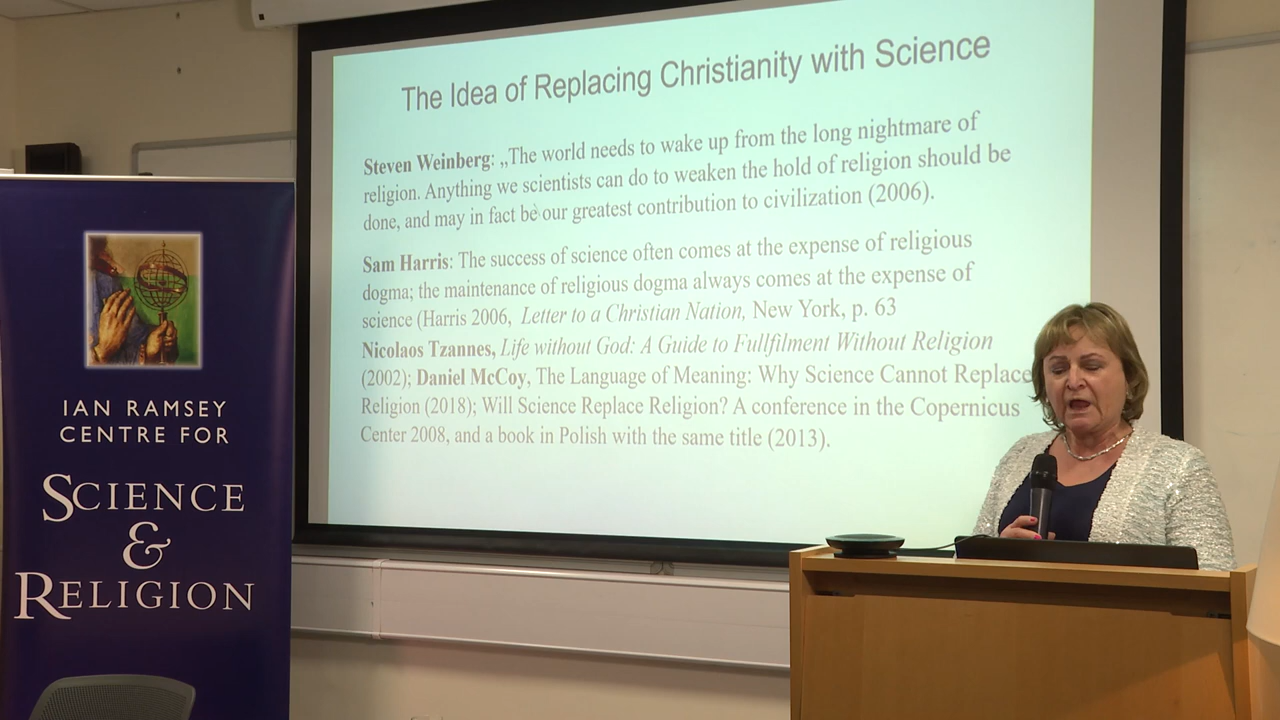 The Idea of Replacing Christianity with Science
Steven Weinberg: „The world needs to wake up from the long nightmare of
religion. Anything we scientists can do to weaken the hold of religion should be
done, and may in fact be our greatest contribution to civilization (2006).
Sam Harris: The success of science often comes at the expense of religious
dogma; the maintenance of religious dogma always comes at the expense of
science (Harris 2006, Letter to a Christian Nation, New York, p. 63
Nicolaos Tzannes, Life without God: A Guide to Fullfilment Without Religion
(2002); Daniel McCoy, The Language of Meaning: Why Science Cannot Replace
Religion (2018); Will Science Replace Religion? A conference in the Copernicus
Center 2008, and a book in Polish with the same title (2013).
IAN RAMSEY
CENTRE FOR
SCIENCE
&
RELIGION